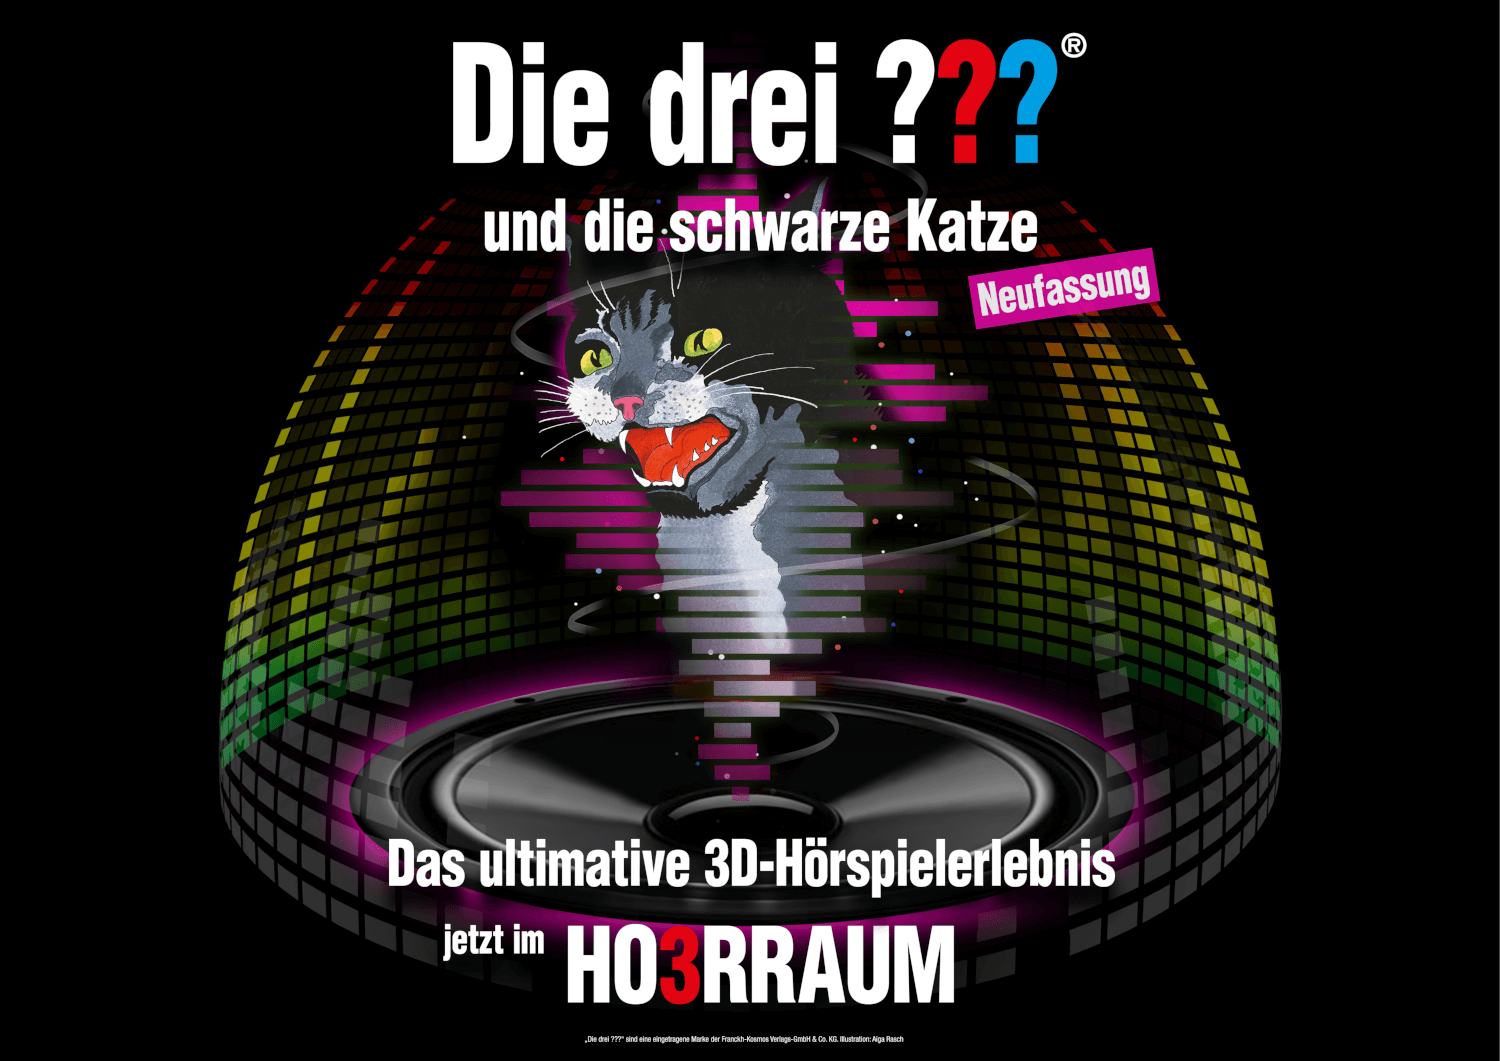 Die drei ???®
und die schwarze Katze
Neufassung
Das ultimative 3D-Hörspielerlebnis
jetzt im HO3RRAUM
„Die drei ???“ sind eine eingetragene Marke der Franckh-Kosmos Verlags-GmbH & Co. KG. Illustration: Aiga Rasch